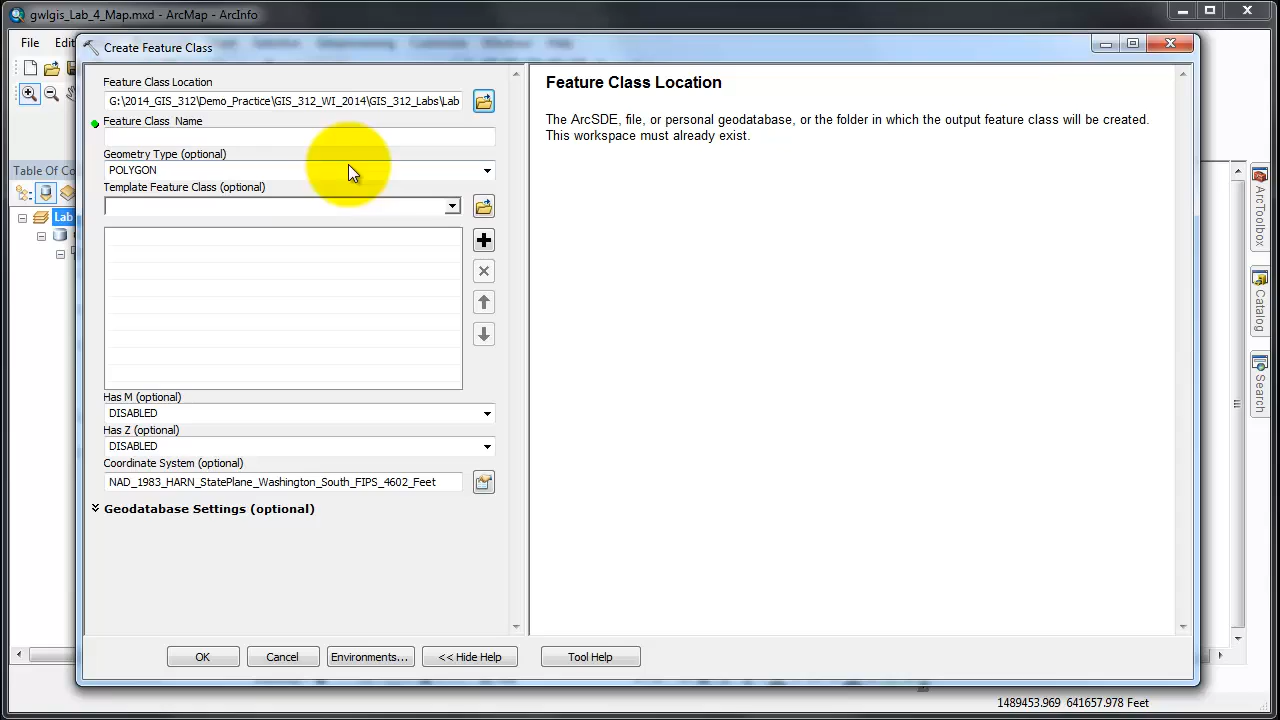 gwlgis_Lab_4_Map.mxd - ArcMap - ArcInfo
File Edit
Create Feature Class
Feature Class Location
G:\2014_GIS_312\Demo_Practice\GIS_312_WI_2014\GIS_312_Labs\Lab
Feature Class Name
Geometry Type (optional)
POLYGON
Template Feature Class (optional)
Has M (optional)
DISABLED
Has Z (optional)
DISABLED
Coordinate System (optional)
NAD_1983_HARN_StatePlane_Washington_South_FIPS_4602_Feet
Geodatabase Settings (optional)
OK Cancel Environments... << Hide Help Tool Help
Feature Class Location
The ArcSDE, file, or personal geodatabase, or the folder in which the output feature class will be created.
This workspace must already exist.
Table Of Co
Lab
ArcToolbox
Catalog
Search
1489453.969 641657.978 Feet